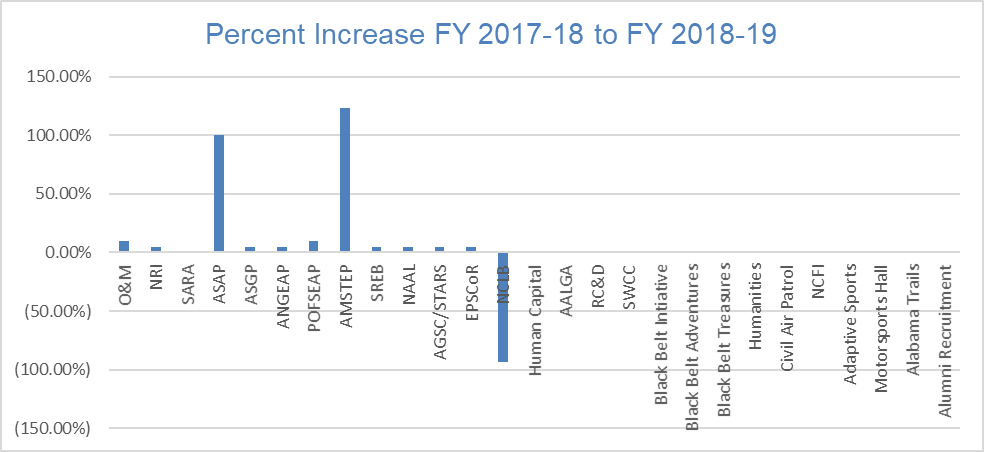 Percent Increase FY 2017-18 to FY 2018-19
150.00%
100.00%
50.00%
0.00%
(50.00%)
(100.00%)
(150.00%)
O&M
NRI
SARA
ASAP
ASGP
ANGEAP
POFSEAP
AMSTEP
SREB
NAAL
AGSC/STARS
EPSCoR
NCLB
Human Capital
AALGA
RC&D
SWCC
Black Belt Intiative
Black Belt Adventures
Black Belt Treasures
Humanities
Civil Air Patrol
NCFI
Adaptive Sports
Motorsports Hall
Alabama Trails
Alumni Recruitment